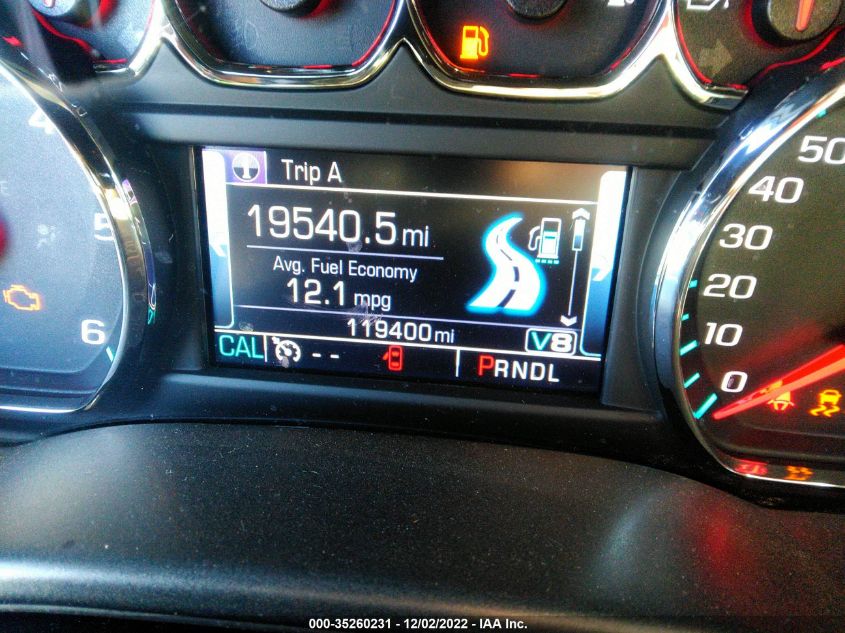 Trip A
19540.5 mi
Avg. Fuel Economy
12.1 mpg
119400 mi
V8
CAL -- PRNDL
4
5
6
50
40
30
20
10
0
000-35260231 - 12/02/2022 - IAA Inc.